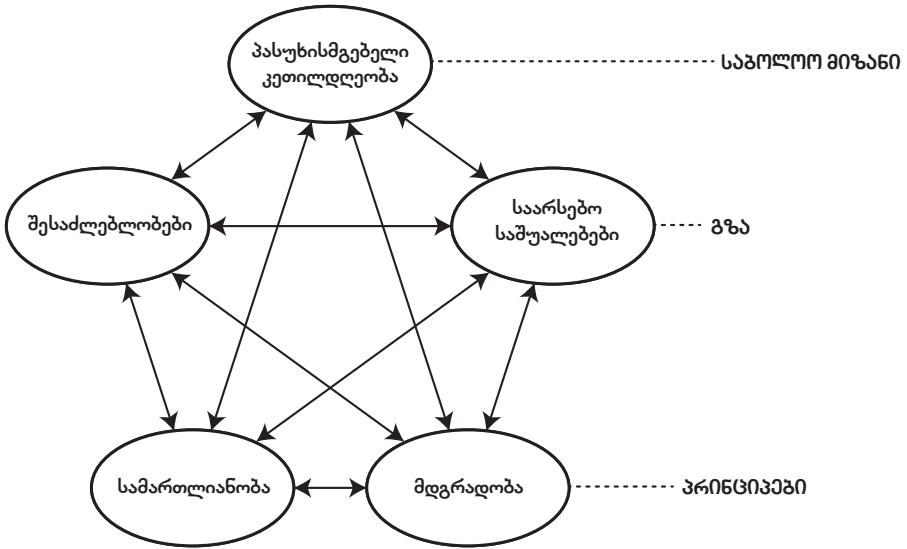 პასუხისმგებელი
კეთილდღეობა
საბოლოო მიზანი
შესაძლებლობები
საარსებო
საშუალებები
გზა
სამართლიანობა
მდგრადობა
პრინციპები